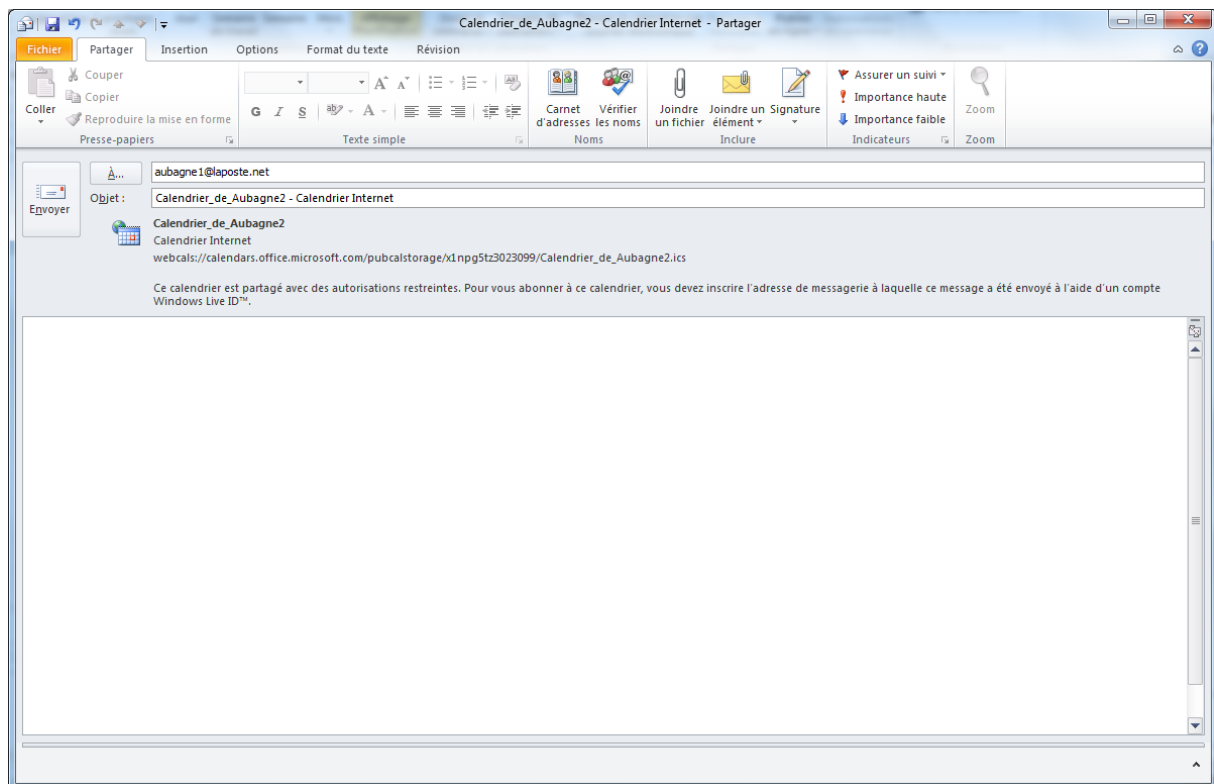 Calendrier_de_Aubagne2 - Calendrier Internet - Partager
Fichier Partager Insertion Options Format du texte Révision
Coller
Couper
Copier
Reproduire la mise en forme
Presse-papiers
G I S
Texte simple
Carnet d'adresses
Vérifier les noms
Noms
Joindre un fichier
Joindre un élément
Signature
Inclure
Assurer un suivi
Importance haute
Importance faible
Indicateurs
Zoom
Zoom
Envoyer
À... aubagne1@laposte.net
Objet : Calendrier_de_Aubagne2 - Calendrier Internet
Calendrier_de_Aubagne2
Calendrier Internet
webcals://calendars.office.microsoft.com/pubcalstorage/x1npg5tz3023099/Calendrier_de_Aubagne2.ics
Ce calendrier est partagé avec des autorisations restreintes. Pour vous abonner à ce calendrier, vous devez inscrire l'adresse de messagerie à laquelle ce message a été envoyé à l'aide d'un compte
Windows Live ID™.